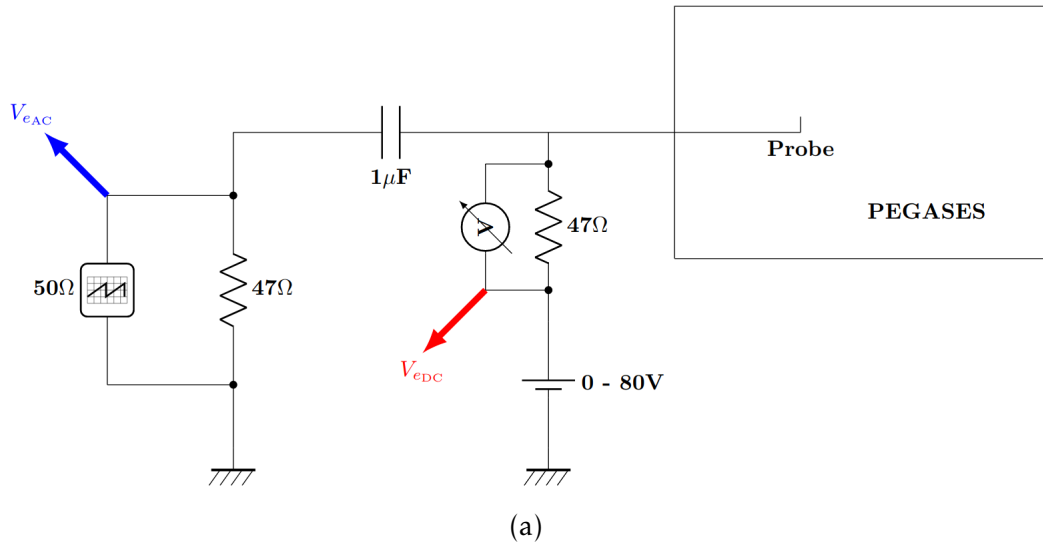 V_{e_{AC}}
1μF
Probe
PEGASES
50Ω
47Ω
A
47Ω
V_{e_{DC}}
0 - 80V
(a)